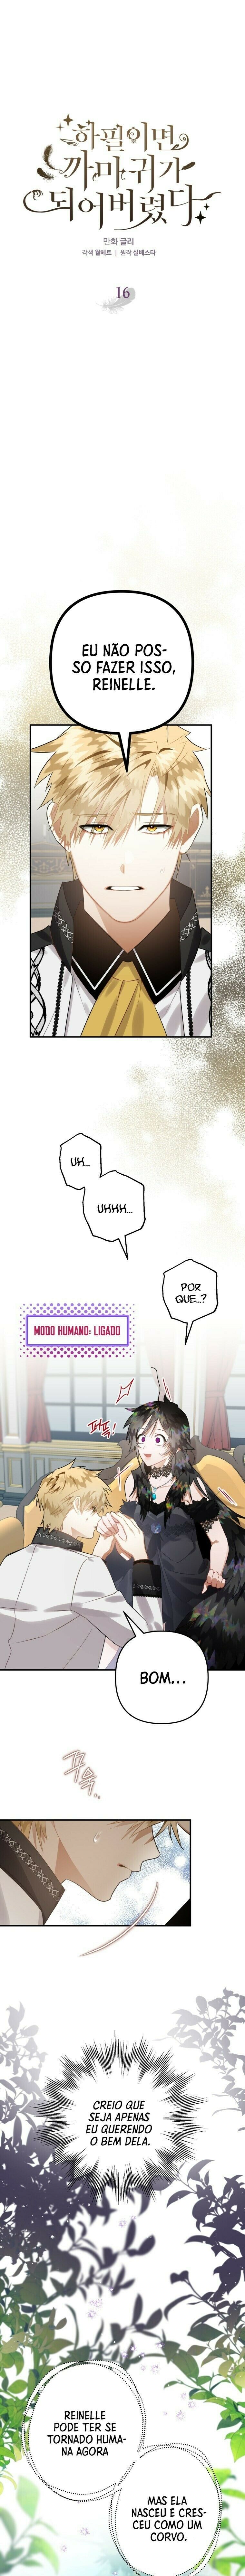 하필이면
까마귀가
되어버렸다
만화 글리
각색 월헤트 | 원작 실베스타
16
EU NÃO POS-
SO FAZER ISSO,
REINELLE.
UH...
UHHH...
POR
QUE...?
MODO HUMANO: LIGADO
BOM...
푸욱..
CREIO QUE
SEJA APENAS
EU QUERENDO
O BEM DELA.
REINELLE
PODE TER SE
TORNADO HUMA-
NA AGORA
MAS ELA
NASCEU E CRES-
CEU COMO UM
CORVO.